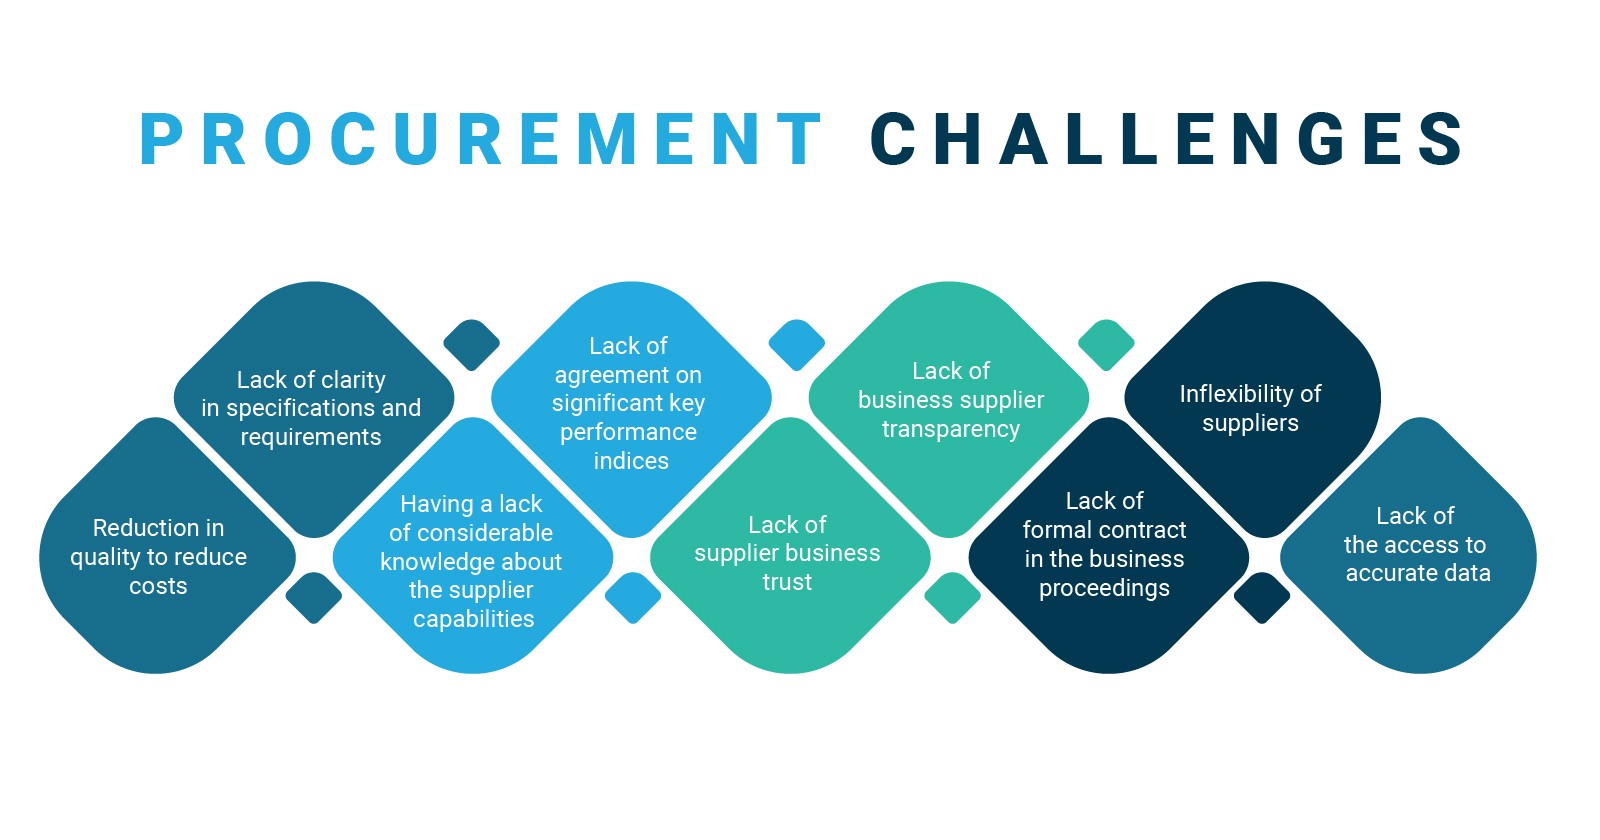 PROCUREMENT CHALLENGES
Reduction in
quality to reduce
costs
Lack of clarity
in specifications and
requirements
Having a lack
of considerable
knowledge about
the supplier
capabilities
Lack of
agreement on
significant key
performance
indices
Lack of
supplier business
trust
Lack of
business supplier
transparency
Lack of
formal contract
in the business
proceedings
Inflexibility of
suppliers
Lack of
the access to
accurate data